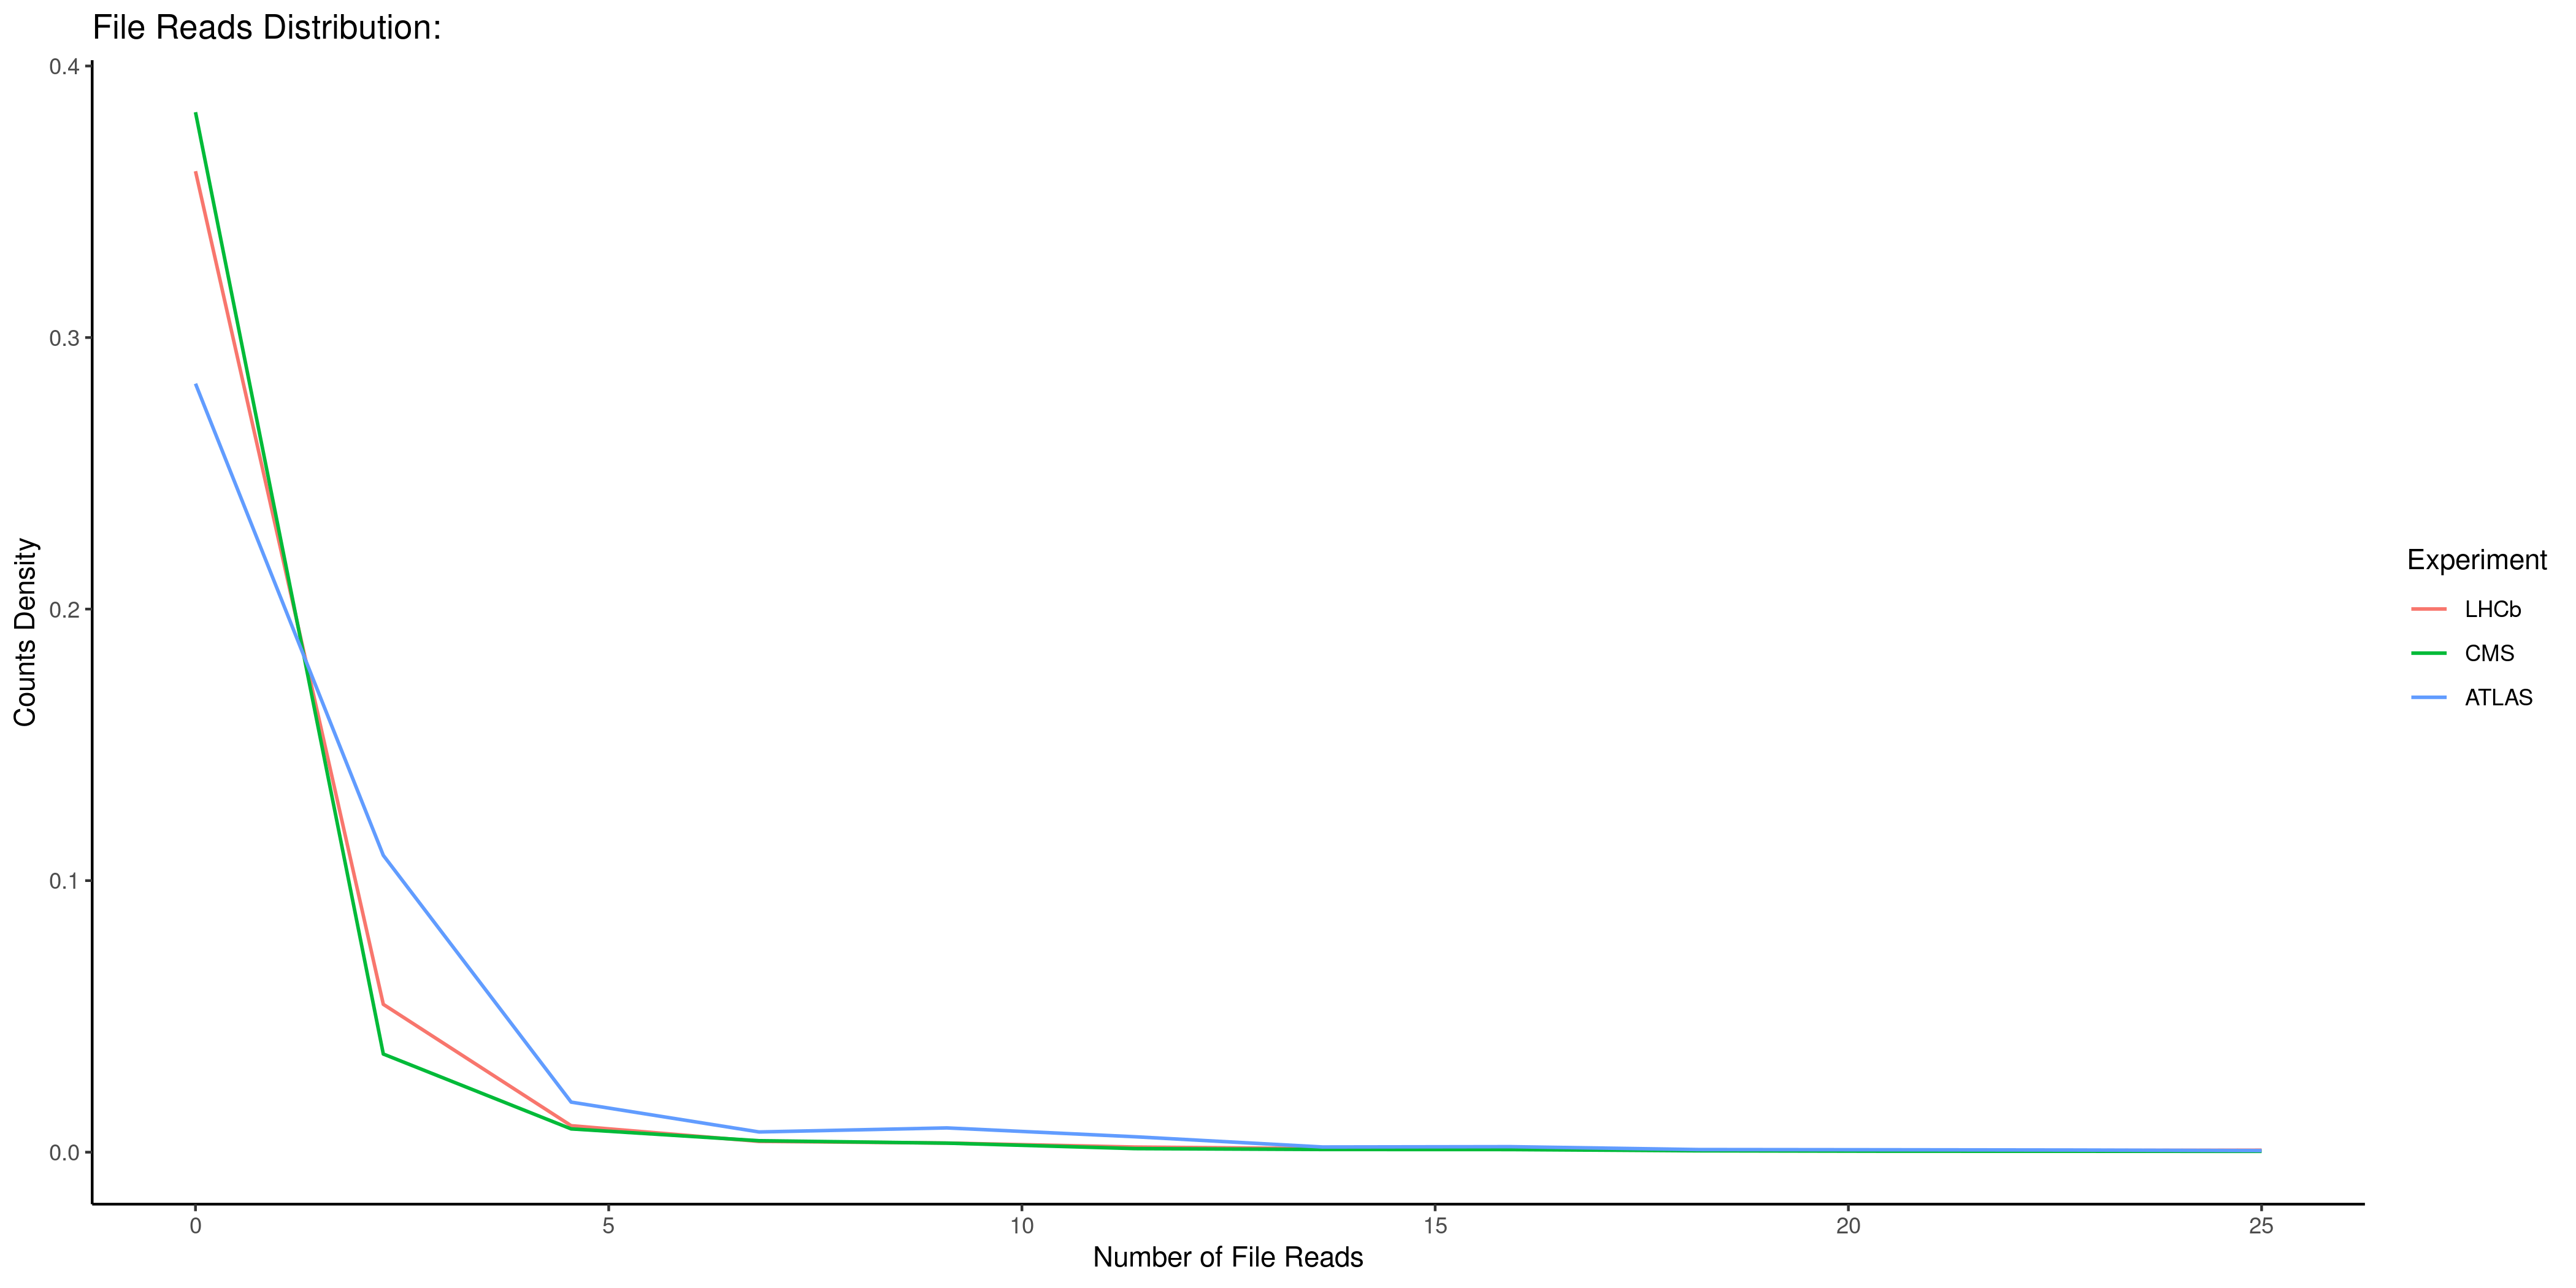 File Reads Distribution:
0.4
0.3
0.2
0.1
0.0
Counts Density
0
5
10
15
20
25
Number of File Reads
Experiment
LHCb
CMS
ATLAS